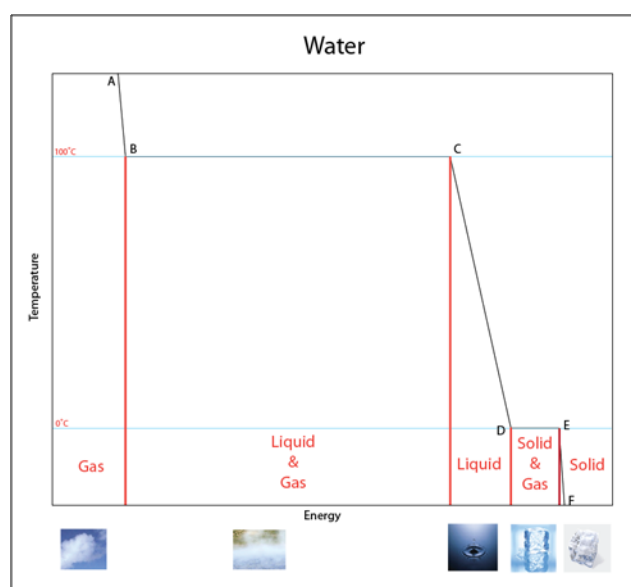 Water
A
100°C
B
C
Temperature
0°C
D
E
Gas
Liquid
&
Gas
Liquid
Solid
&
Gas
Solid
F
Energy